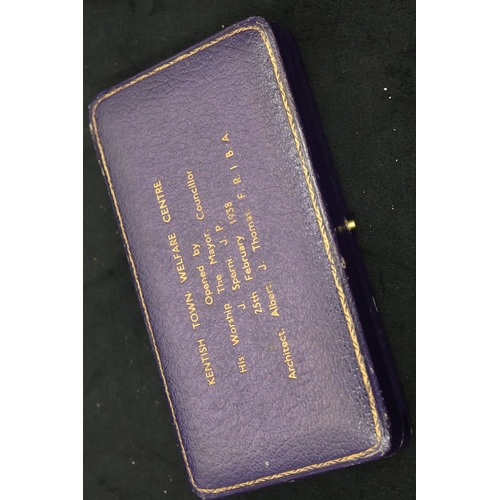 KENTISH TOWN WELFARE CENTRE
Opened by
His Worship The Mayor, Councillor
J. Sperni. J. P.
25th February 1938
Architect. Albert J. Thomas F. R. I. B. A